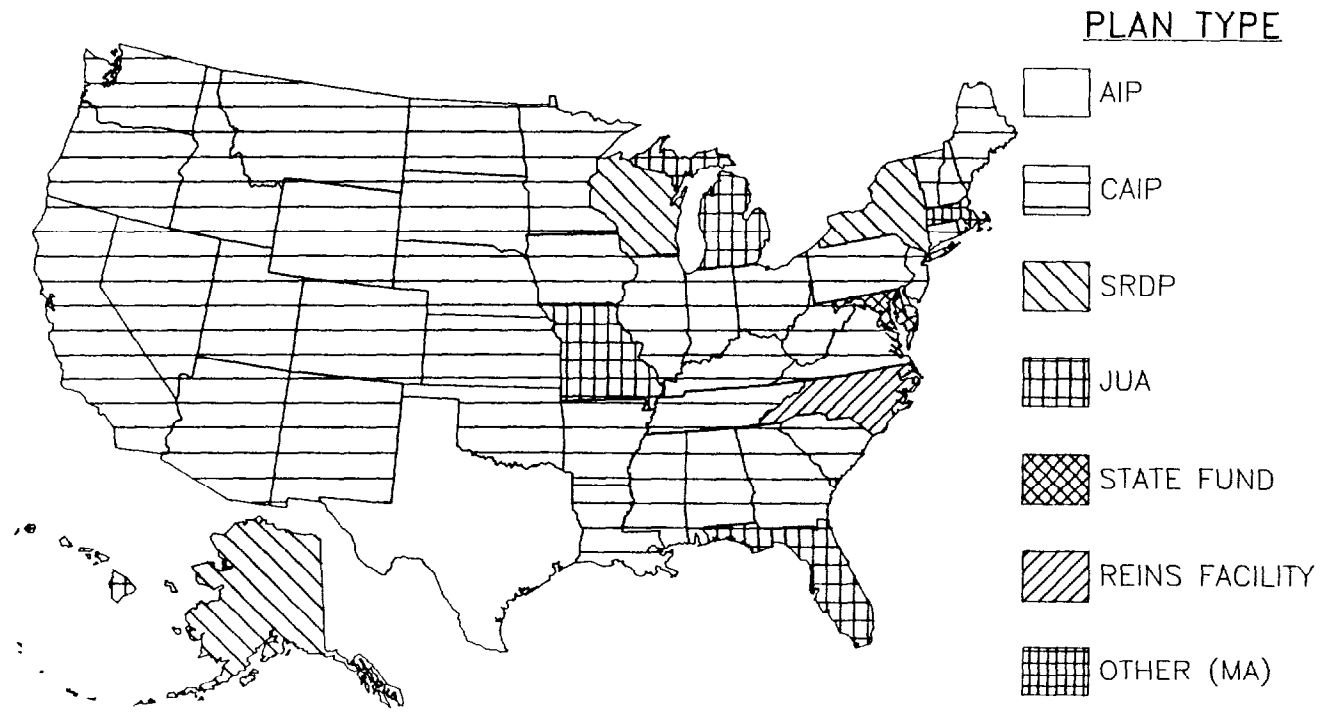 PLAN TYPE
AIP
CAIP
SRDP
JUA
STATE FUND
REINS FACILITY
OTHER (MA)